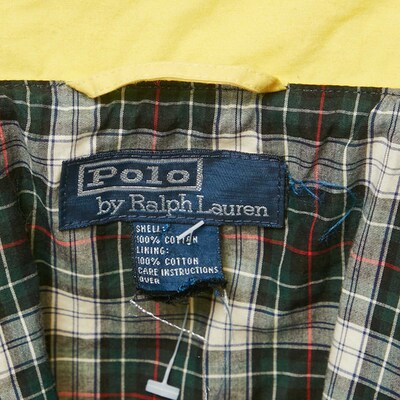 Polo
by Ralph Lauren
SHELL:
100% COTTON
LINING:
100% COTTON
CARE INSTRUCTIONS
OVER